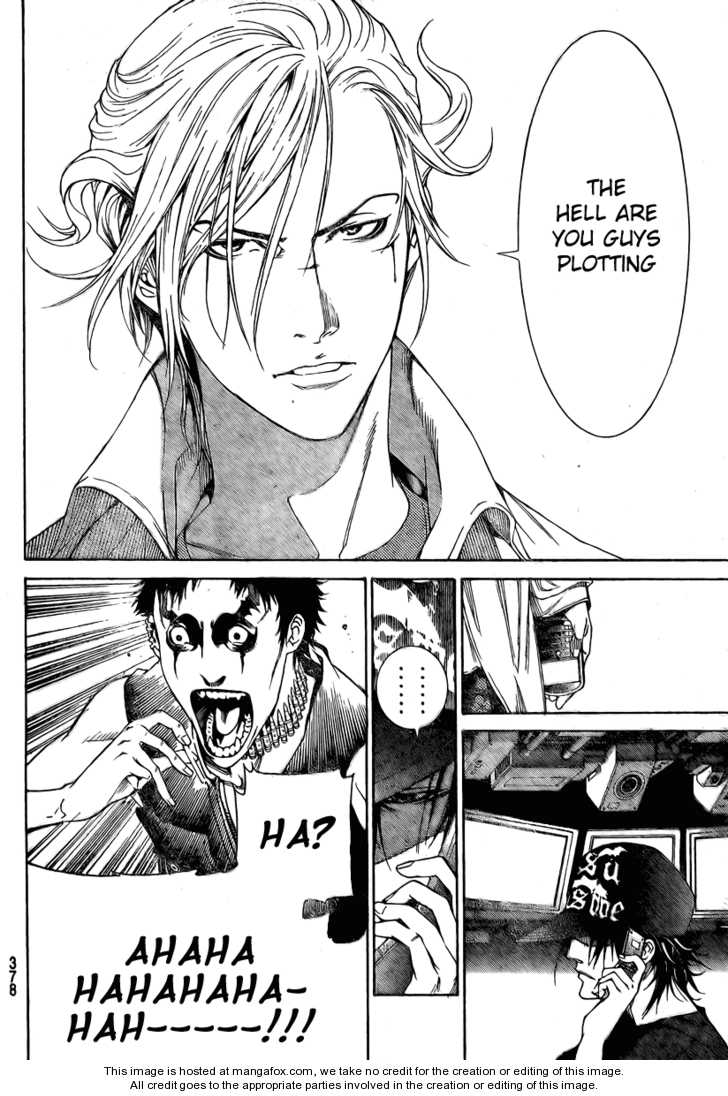 THE
HELL ARE
YOU GUYS
PLOTTING
su
......
......
HA?
AHAHA
HAHAHAHA-
HAH-----!!!
378
This image is hosted at mangafox.com, we take no credit for the creation or editing of this image.
All credit goes to the appropriate parties involved in the creation or editing of this image.